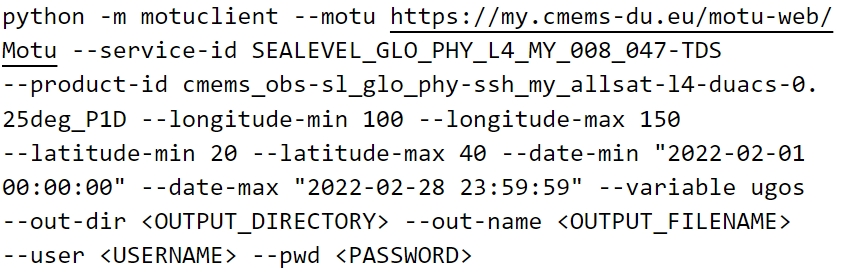 python -m motuclient --motu https://my.cmems-du.eu/motu-web/
Motu --service-id SEALEVEL_GLO_PHY_L4_MY_008_047-TDS
--product-id cmems_obs-sl_glo_phy-ssh_my_allsat-l4-duacs-0.
25deg_P1D --longitude-min 100 --longitude-max 150
--latitude-min 20 --latitude-max 40 --date-min "2022-02-01
00:00:00" --date-max "2022-02-28 23:59:59" --variable ugos
--out-dir <OUTPUT_DIRECTORY> --out-name <OUTPUT_FILENAME>
--user <USERNAME> --pwd <PASSWORD>